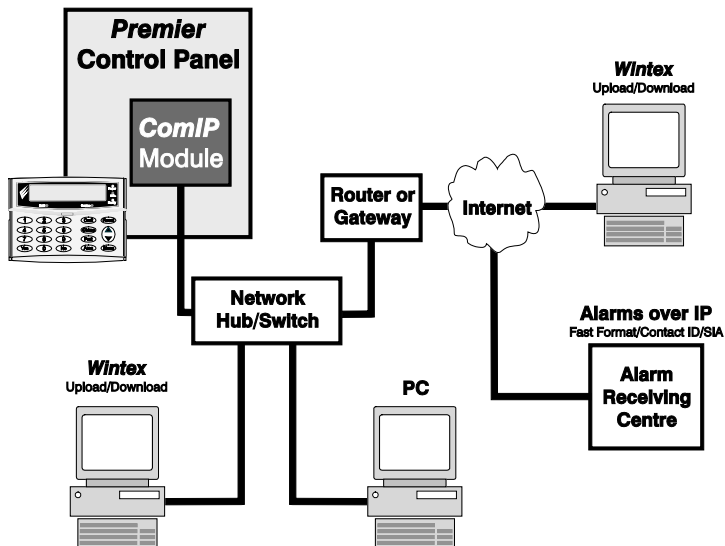 Premier
Control Panel
ComIP
Module
Wintex
Upload/Download
Router or
Gateway
Internet
Network
Hub/Switch
Alarms over IP
Fast Format/Contact ID/SIA
Alarm
Receiving
Centre
Wintex
Upload/Download
PC